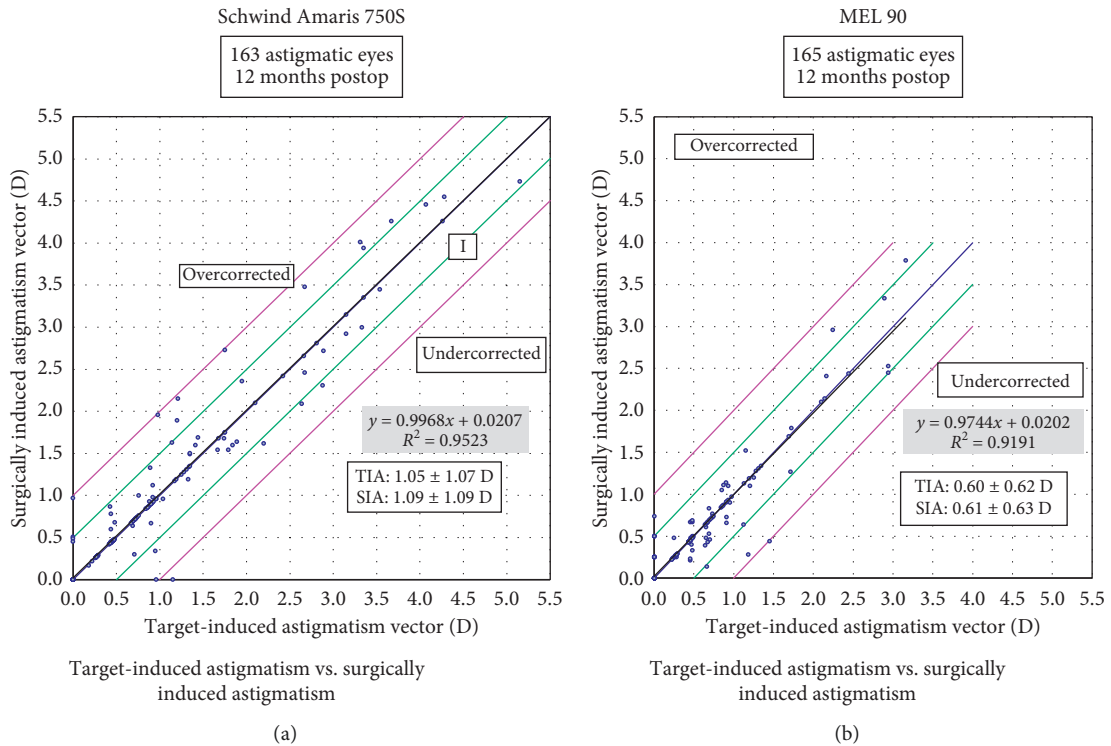 Schwind Amaris 750S
163 astigmatic eyes
12 months postop
Surgically induced astigmatism vector (D)
5.5
5.0
4.5
4.0
3.5
3.0
2.5
2.0
1.5
1.0
0.5
0.0
Overcorrected
I
Undercorrected
y = 0.9968x + 0.0207
R² = 0.9523
TIA: 1.05 ± 1.07 D
SIA: 1.09 ± 1.09 D
0.0 0.5 1.0 1.5 2.0 2.5 3.0 3.5 4.0 4.5 5.0 5.5
Target-induced astigmatism vector (D)
Target-induced astigmatism vs. surgically
induced astigmatism
(a)
MEL 90
165 astigmatic eyes
12 months postop
Surgically induced astigmatism vector (D)
5.5
5.0
4.5
4.0
3.5
3.0
2.5
2.0
1.5
1.0
0.5
0.0
Overcorrected
Undercorrected
y = 0.9744x + 0.0202
R² = 0.9191
TIA: 0.60 ± 0.62 D
SIA: 0.61 ± 0.63 D
0.0 0.5 1.0 1.5 2.0 2.5 3.0 3.5 4.0 4.5 5.0 5.5
Target-induced astigmatism vector (D)
Target-induced astigmatism vs. surgically
induced astigmatism
(b)